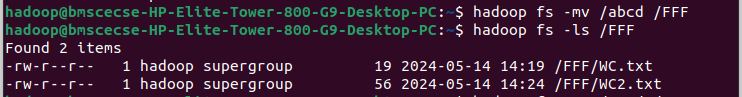 hadoop@bmscecse-HP-Elite-Tower-800-G9-Desktop-PC:~$ hadoop fs -mv /abcd /FFF
hadoop@bmscecse-HP-Elite-Tower-800-G9-Desktop-PC:~$ hadoop fs -ls /FFF
Found 2 items
-rw-r--r--   1 hadoop supergroup         19 2024-05-14 14:19 /FFF/WC.txt
-rw-r--r--   1 hadoop supergroup         56 2024-05-14 14:24 /FFF/WC2.txt